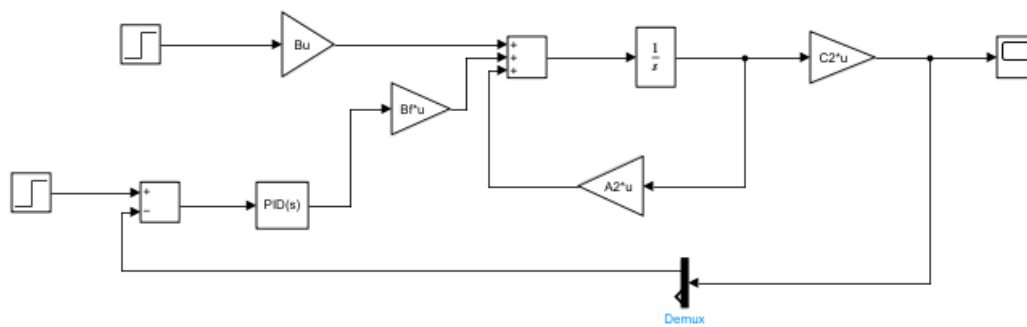 Bu
+
+
+
1
s
C2*u
Bf*u
A2*u
+
−
PID(s)
Demux